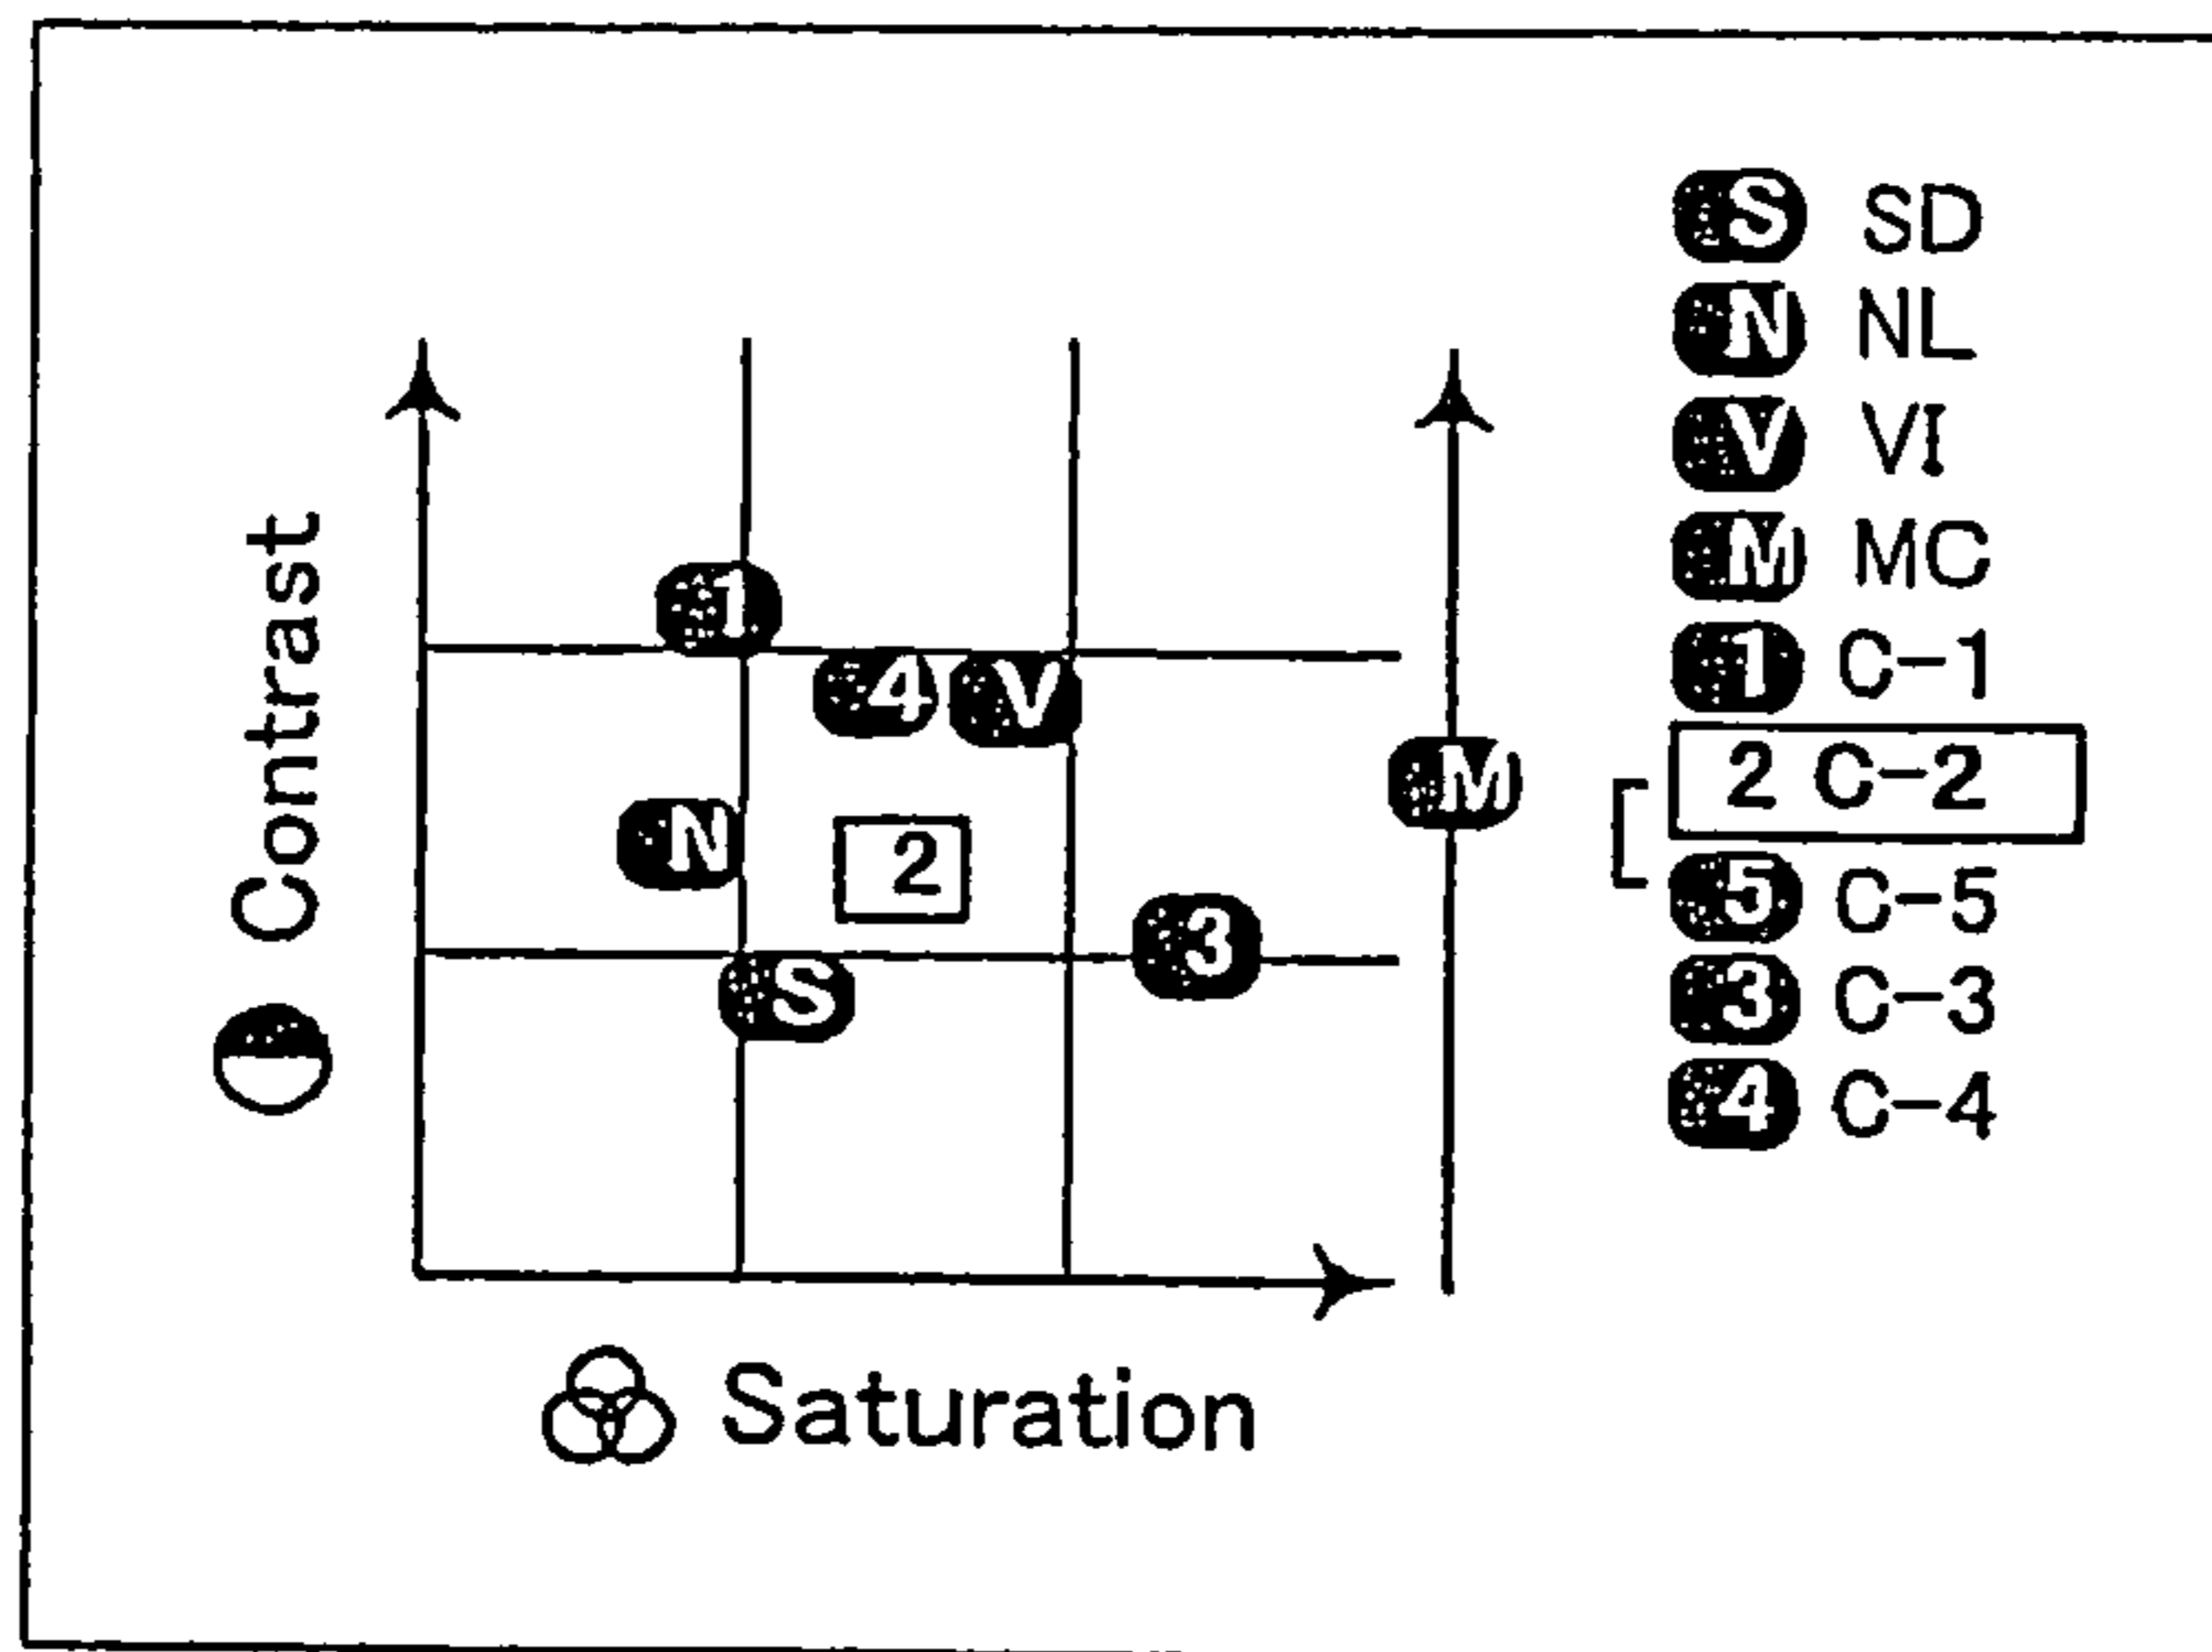 Contrast
1
4 V
N
2
3
S
M
Saturation
S SD
N NL
V VI
M MC
1 C-1
2 C-2
5 C-5
3 C-3
4 C-4